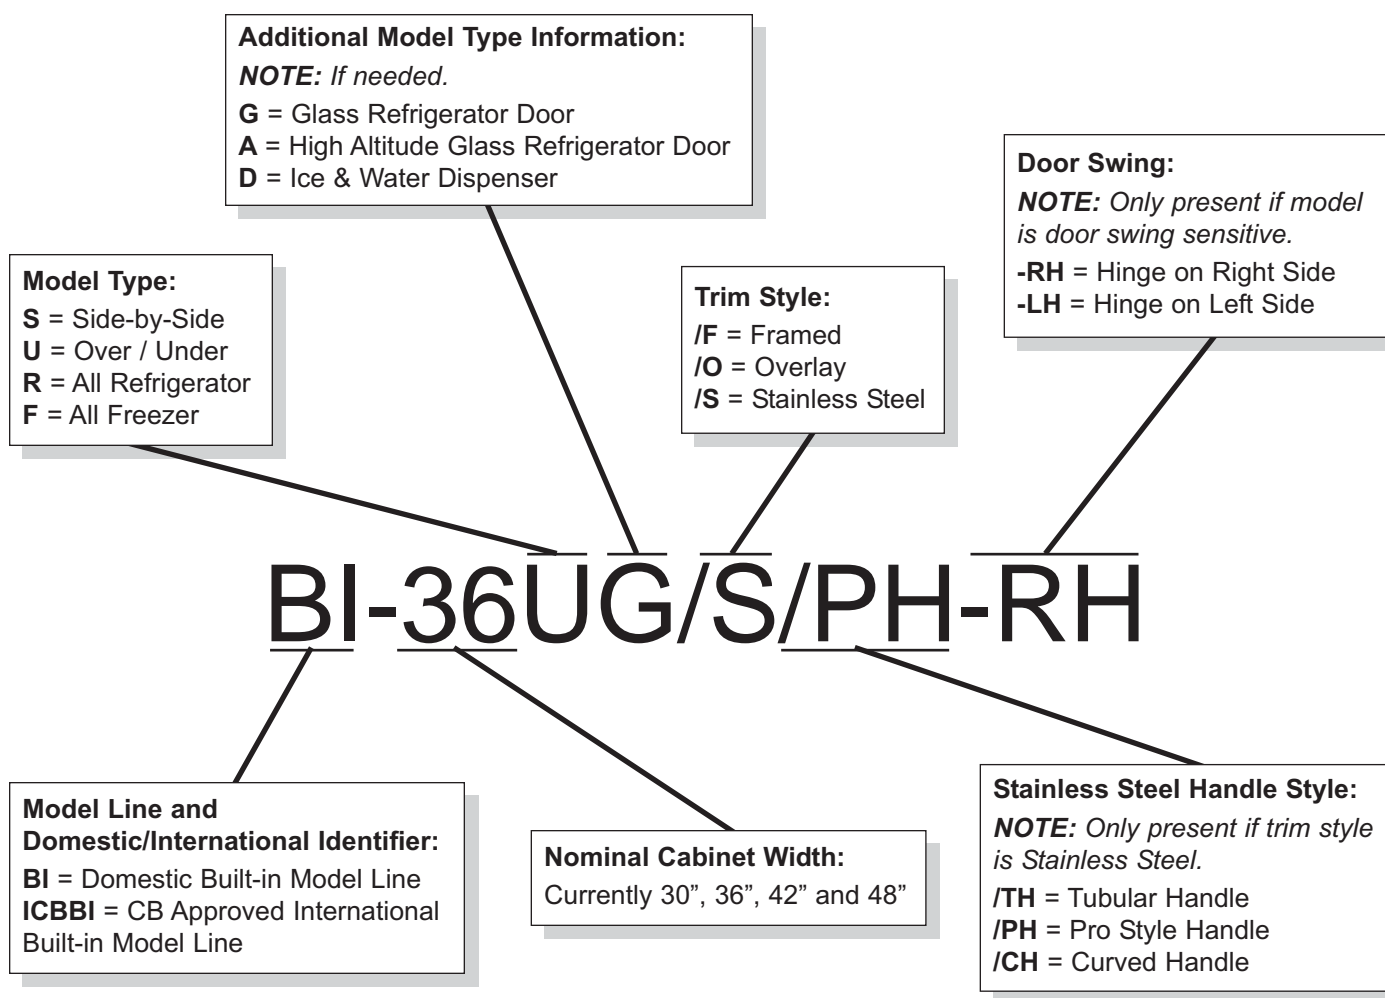 Additional Model Type Information:
NOTE: If needed.
G = Glass Refrigerator Door
A = High Altitude Glass Refrigerator Door
D = Ice & Water Dispenser
Door Swing:
NOTE: Only present if model
is door swing sensitive.
-RH = Hinge on Right Side
-LH = Hinge on Left Side
Model Type:
S = Side-by-Side
U = Over / Under
R = All Refrigerator
F = All Freezer
Trim Style:
/F = Framed
/O = Overlay
/S = Stainless Steel
BI-36UG/S/PH-RH
Model Line and
Domestic/International Identifier:
BI = Domestic Built-in Model Line
ICBBI = CB Approved International
Built-in Model Line
Nominal Cabinet Width:
Currently 30”, 36”, 42” and 48”
Stainless Steel Handle Style:
NOTE: Only present if trim style
is Stainless Steel.
/TH = Tubular Handle
/PH = Pro Style Handle
/CH = Curved Handle